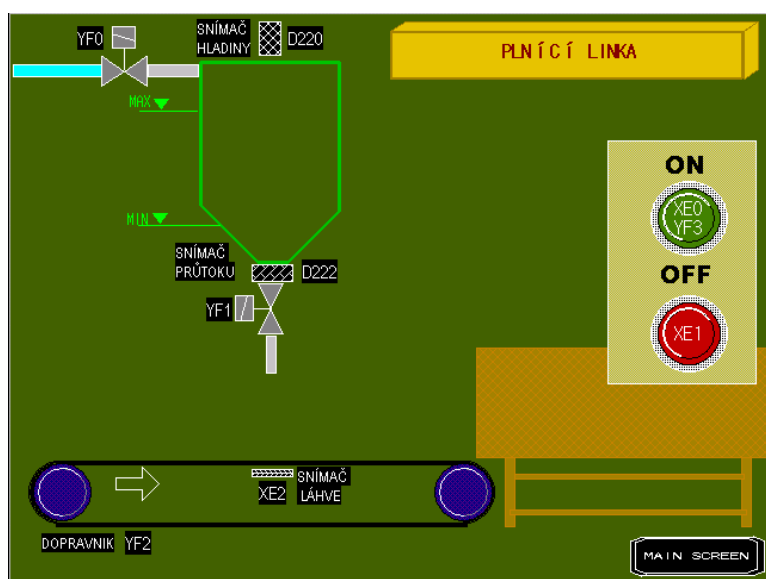 YF0
SNÍMAČ
HLADINY
D220
PLNÍCÍ LINKA
MAX
MIN
SNÍMAČ
PRŮTOKU
D222
YF1
ON
XE0
YF3
OFF
XE1
SNÍMAČ
XE2 LÁHVE
DOPRAVNIK YF2
MAIN SCREEN